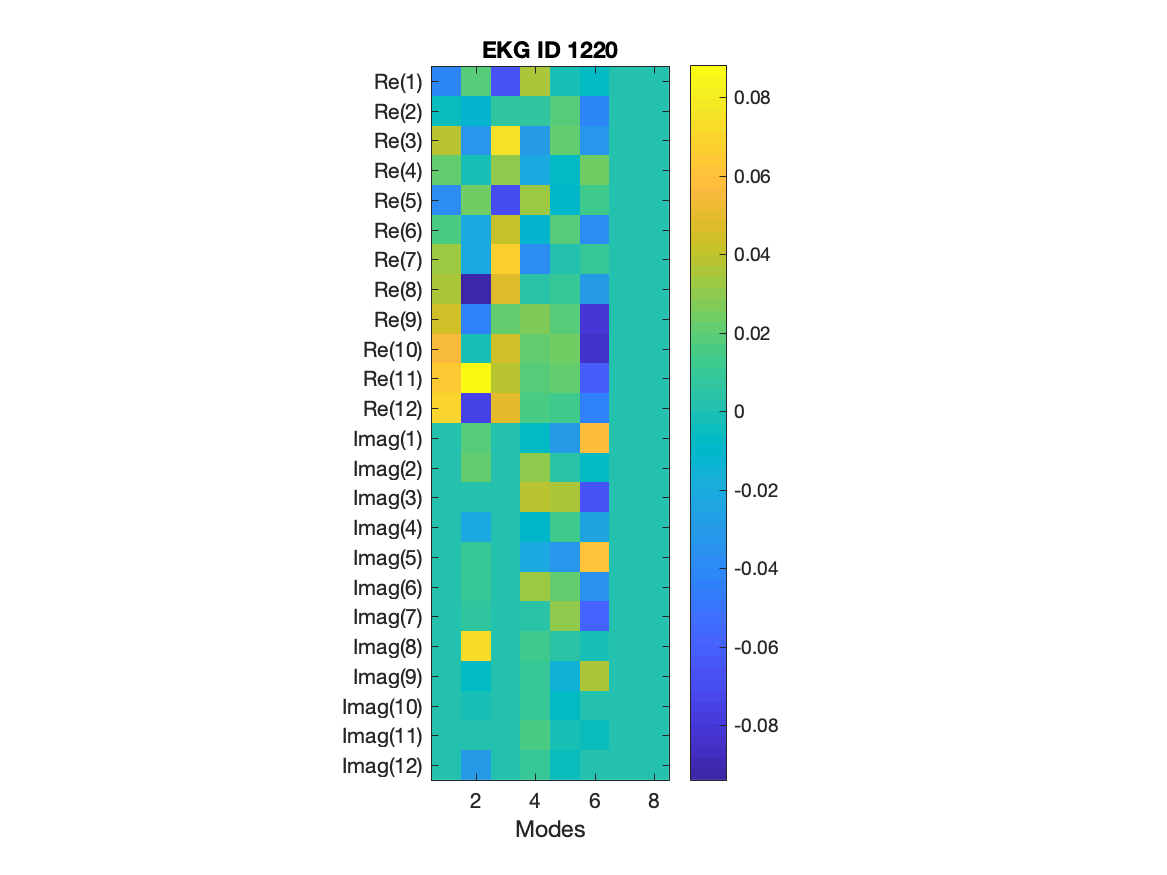 EKG ID 1220
Re(1)
Re(2)
Re(3)
Re(4)
Re(5)
Re(6)
Re(7)
Re(8)
Re(9)
Re(10)
Re(11)
Re(12)
Imag(1)
Imag(2)
Imag(3)
Imag(4)
Imag(5)
Imag(6)
Imag(7)
Imag(8)
Imag(9)
Imag(10)
Imag(11)
Imag(12)
2 4 6 8
Modes
0.08
0.06
0.04
0.02
0
-0.02
-0.04
-0.06
-0.08